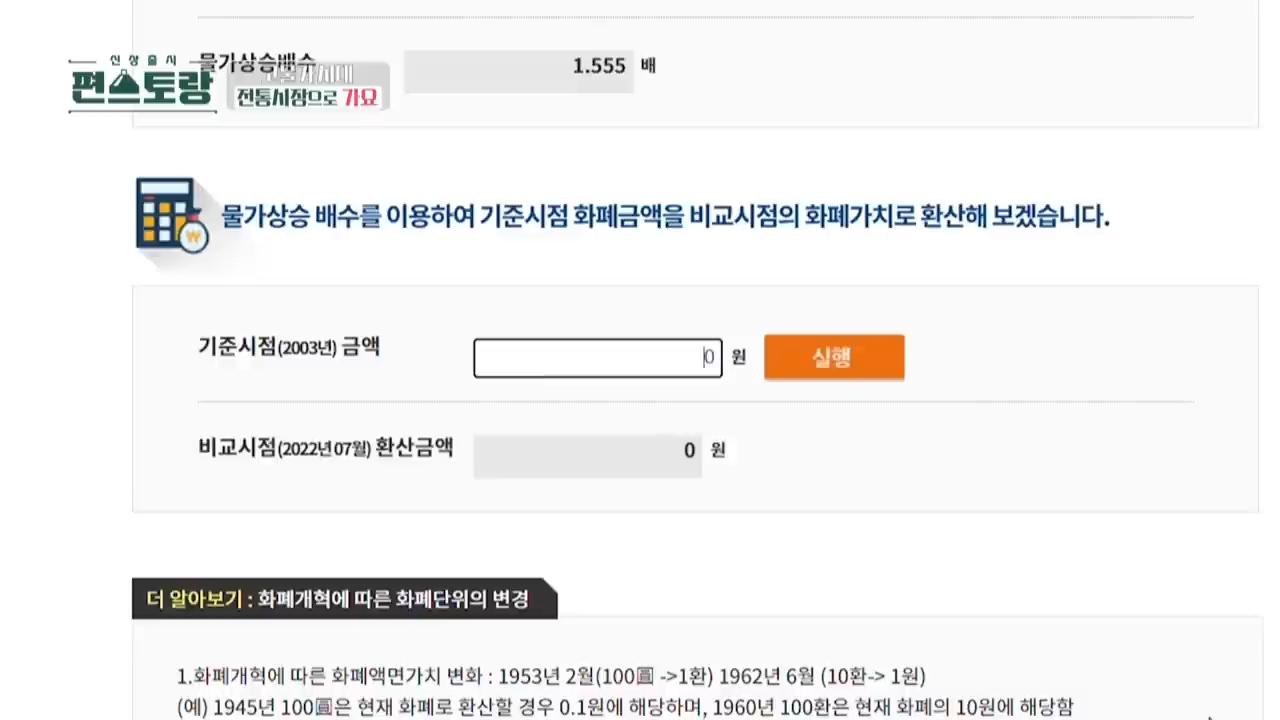 신상출시
편스토랑
고물가시대
전통시장으로 가요
물가상승배수 1.555 배
물가상승 배수를 이용하여 기준시점 화폐금액을 비교시점의 화폐가치로 환산해 보겠습니다.
기준시점(2003년) 금액 0 원 실행
비교시점(2022년 07월) 환산금액 0 원
더 알아보기 : 화폐개혁에 따른 화폐단위의 변경
1.화폐개혁에 따른 화폐액면가치 변화 : 1953년 2월(100圓 ->1환) 1962년 6월 (10환-> 1원)
(예) 1945년 100圓은 현재 화폐로 환산할 경우 0.1원에 해당하며, 1960년 100환은 현재 화폐의 10원에 해당함